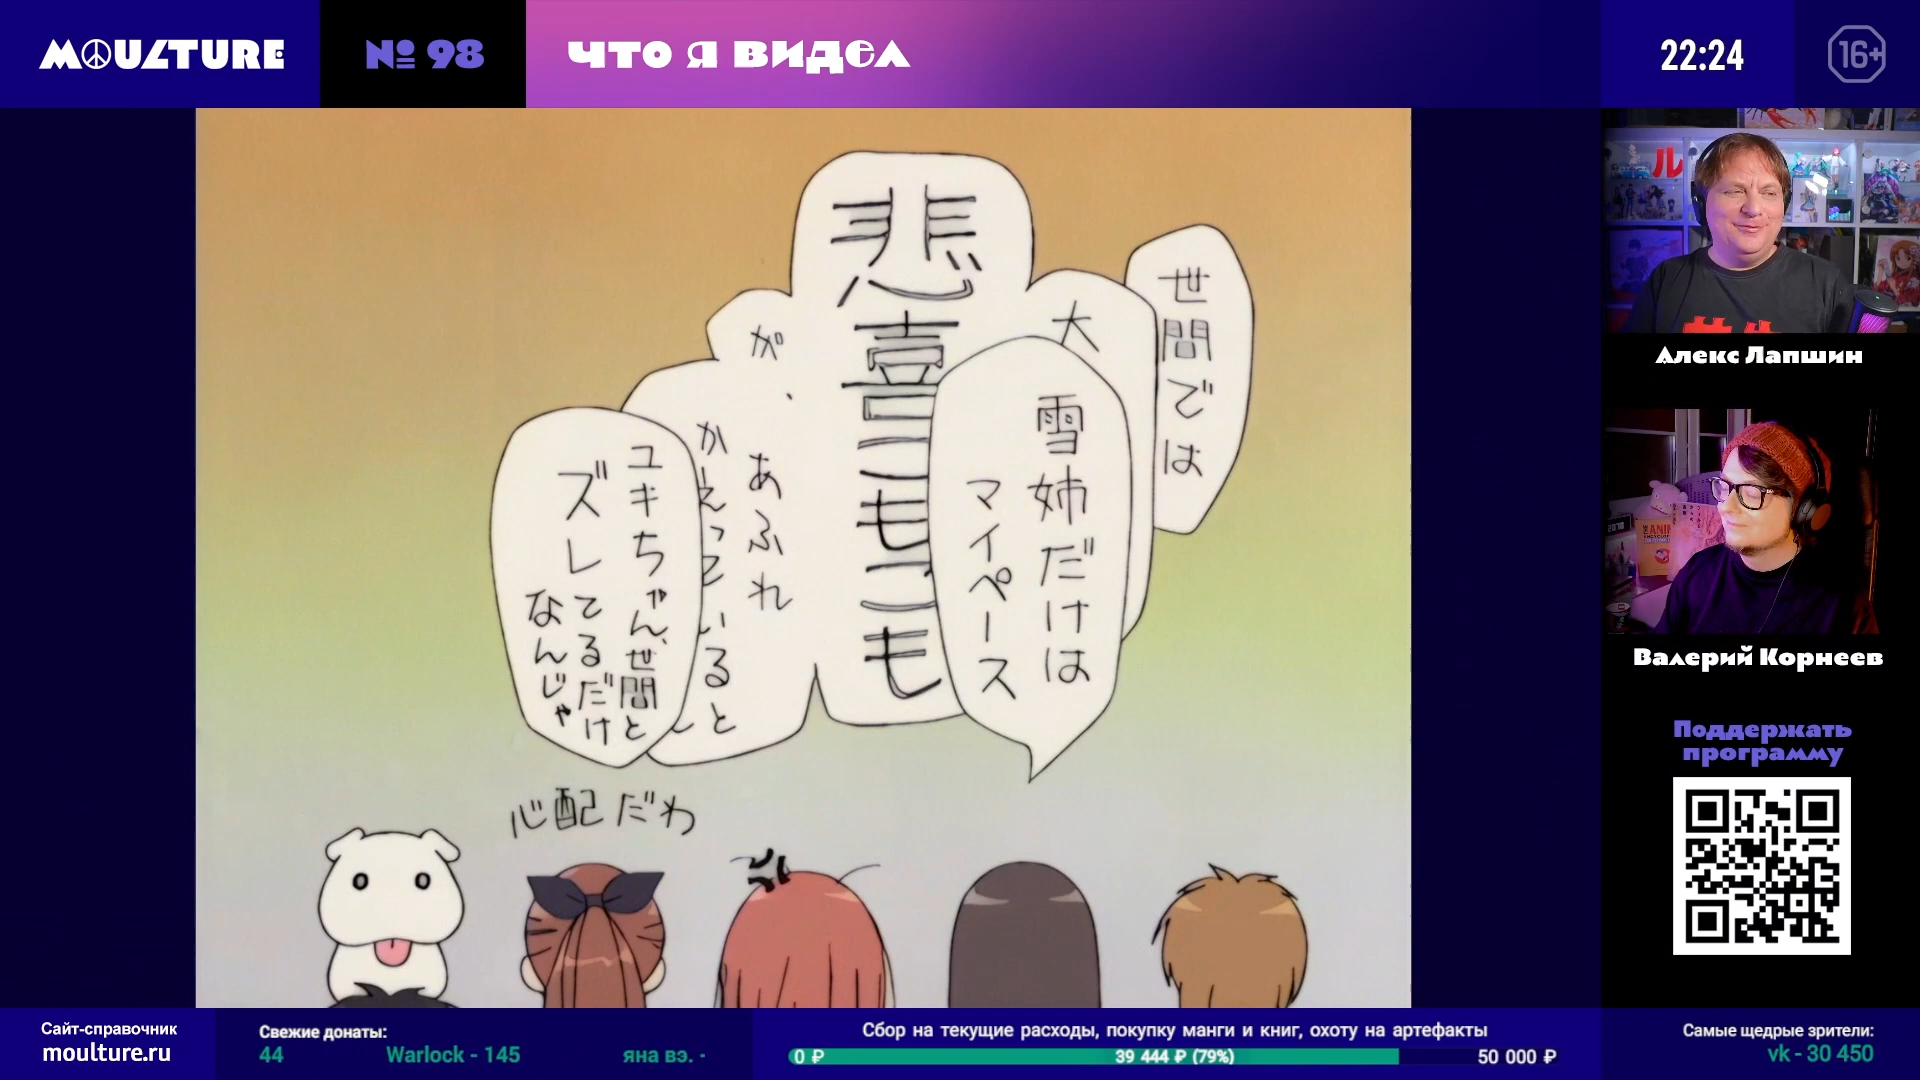 MOULTURE
№ 98
что я видел
22:24
16+
世間では
大
雪姉だけは
マイペース
悲喜こもごも
が、
あふれ
かえっているとし
ユキちゃん、世間と
ズレてるだけ
なんじゃ
心配だわ
ル
Алекс Лапшин
Валерий Корнеев
Поддержать
программу
Сайт-справочник
moulture.ru
Свежие донаты:
44
Warlock - 145
яна вэ. -
Сбор на текущие расходы, покупку манги и книг, охоту на артефакты
0 ₽
39 444 ₽ (79%)
50 000 ₽
Самые щедрые зрители:
vk - 30 450